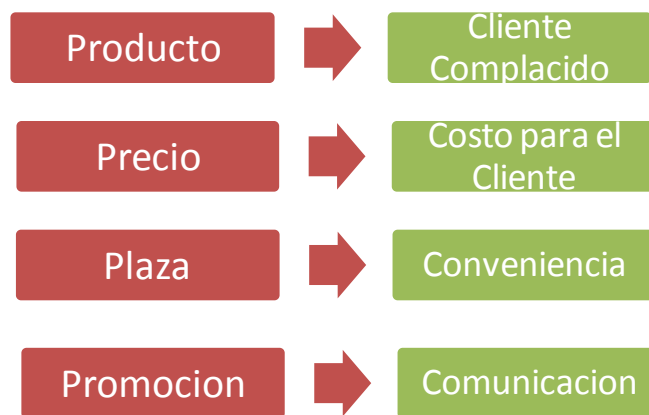 Producto
Cliente
Complacido
Precio
Costo para el
Cliente
Plaza
Conveniencia
Promocion
Comunicacion